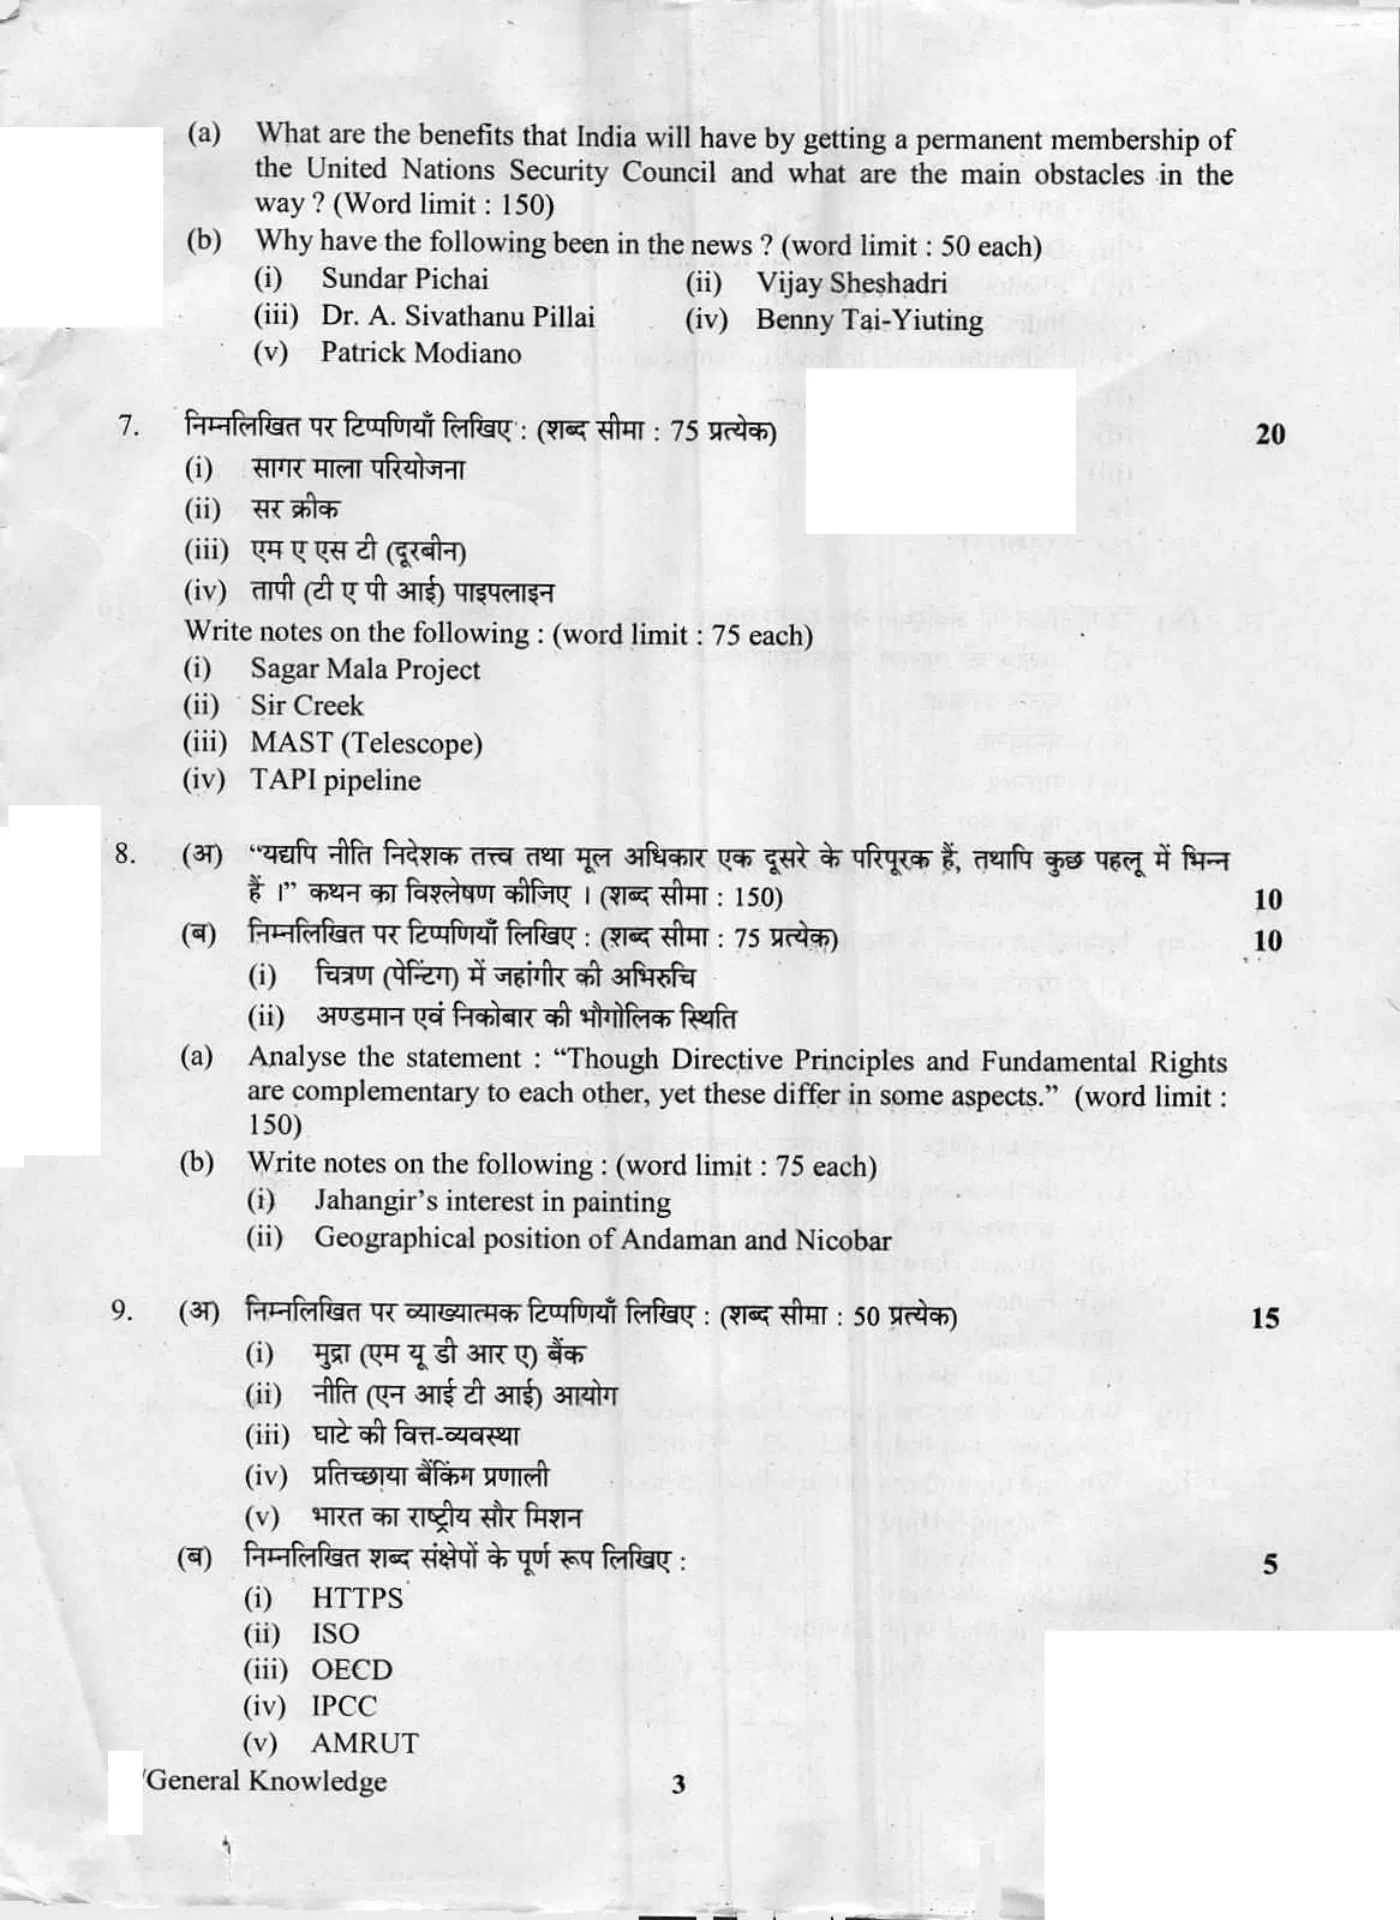 (a) What are the benefits that India will have by getting a permanent membership of
the United Nations Security Council and what are the main obstacles in the
way ? (Word limit : 150)
(b) Why have the following been in the news ? (word limit : 50 each)
(i) Sundar Pichai (ii) Vijay Sheshadri
(iii) Dr. A. Sivathanu Pillai (iv) Benny Tai-Yiuting
(v) Patrick Modiano
7. निम्नलिखित पर टिप्पणियाँ लिखिए : (शब्द सीमा : 75 प्रत्येक) 20
(i) सागर माला परियोजना
(ii) सर क्रीक
(iii) एम ए एस टी (दूरबीन)
(iv) तापी (टी ए पी आई) पाइपलाइन
Write notes on the following : (word limit : 75 each)
(i) Sagar Mala Project
(ii) Sir Creek
(iii) MAST (Telescope)
(iv) TAPI pipeline
8. (अ) “यद्यपि नीति निदेशक तत्त्व तथा मूल अधिकार एक दूसरे के परिपूरक हैं, तथापि कुछ पहलू में भिन्न
हैं ।” कथन का विश्लेषण कीजिए । (शब्द सीमा : 150) 10
(ब) निम्नलिखित पर टिप्पणियाँ लिखिए : (शब्द सीमा : 75 प्रत्येक) 10
(i) चित्रण (पेन्टिंग) में जहांगीर की अभिरुचि
(ii) अण्डमान एवं निकोबार की भौगोलिक स्थिति
(a) Analyse the statement : “Though Directive Principles and Fundamental Rights
are complementary to each other, yet these differ in some aspects.” (word limit :
150)
(b) Write notes on the following : (word limit : 75 each)
(i) Jahangir’s interest in painting
(ii) Geographical position of Andaman and Nicobar
9. (अ) निम्नलिखित पर व्याख्यात्मक टिप्पणियाँ लिखिए : (शब्द सीमा : 50 प्रत्येक) 15
(i) मुद्रा (एम यू डी आर ए) बैंक
(ii) नीति (एन आई टी आई) आयोग
(iii) घाटे की वित्त-व्यवस्था
(iv) प्रतिच्छाया बैंकिंग प्रणाली
(v) भारत का राष्ट्रीय सौर मिशन
(ब) निम्नलिखित शब्द संक्षेपों के पूर्ण रूप लिखिए : 5
(i) HTTPS
(ii) ISO
(iii) OECD
(iv) IPCC
(v) AMRUT
/General Knowledge 3